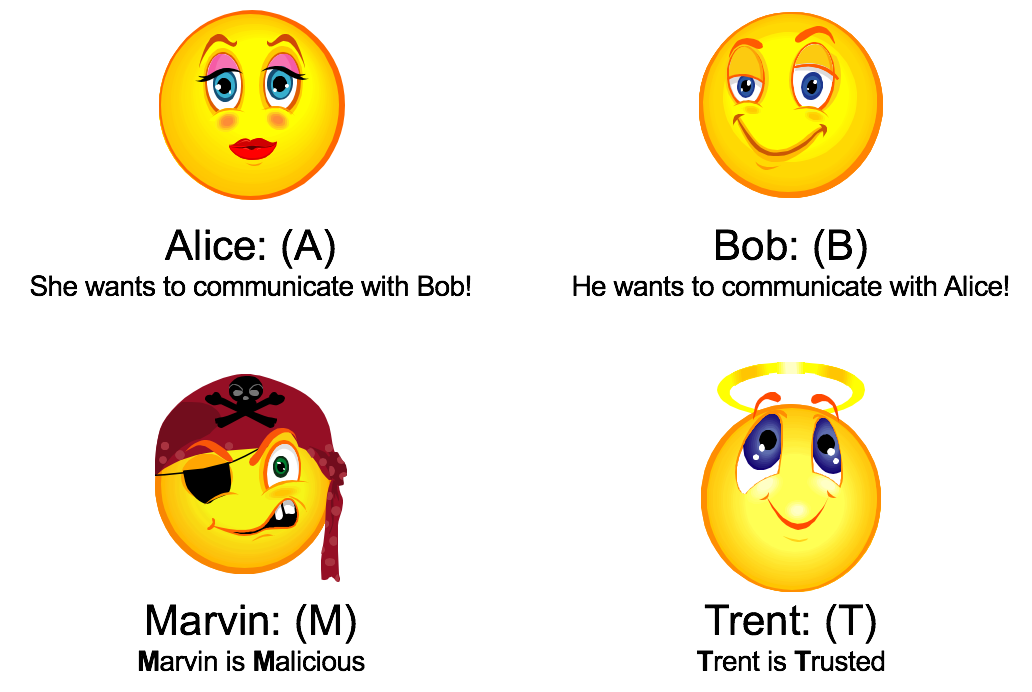 Alice: (A)
She wants to communicate with Bob!
Bob: (B)
He wants to communicate with Alice!
Marvin: (M)
Marvin is Malicious
Trent: (T)
Trent is Trusted